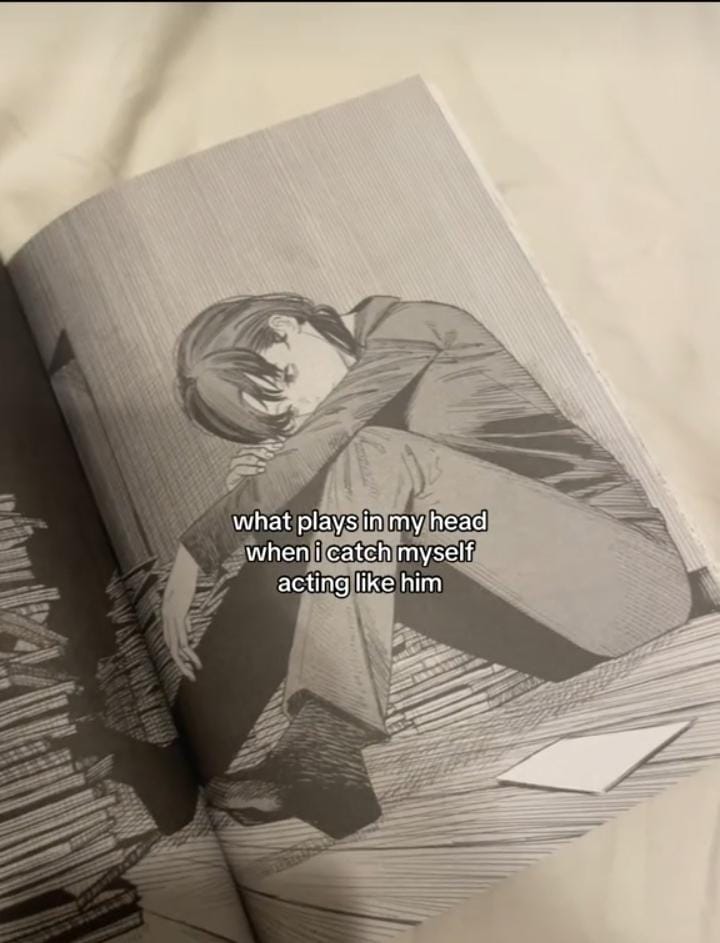 what plays in my head
when i catch myself
acting like him